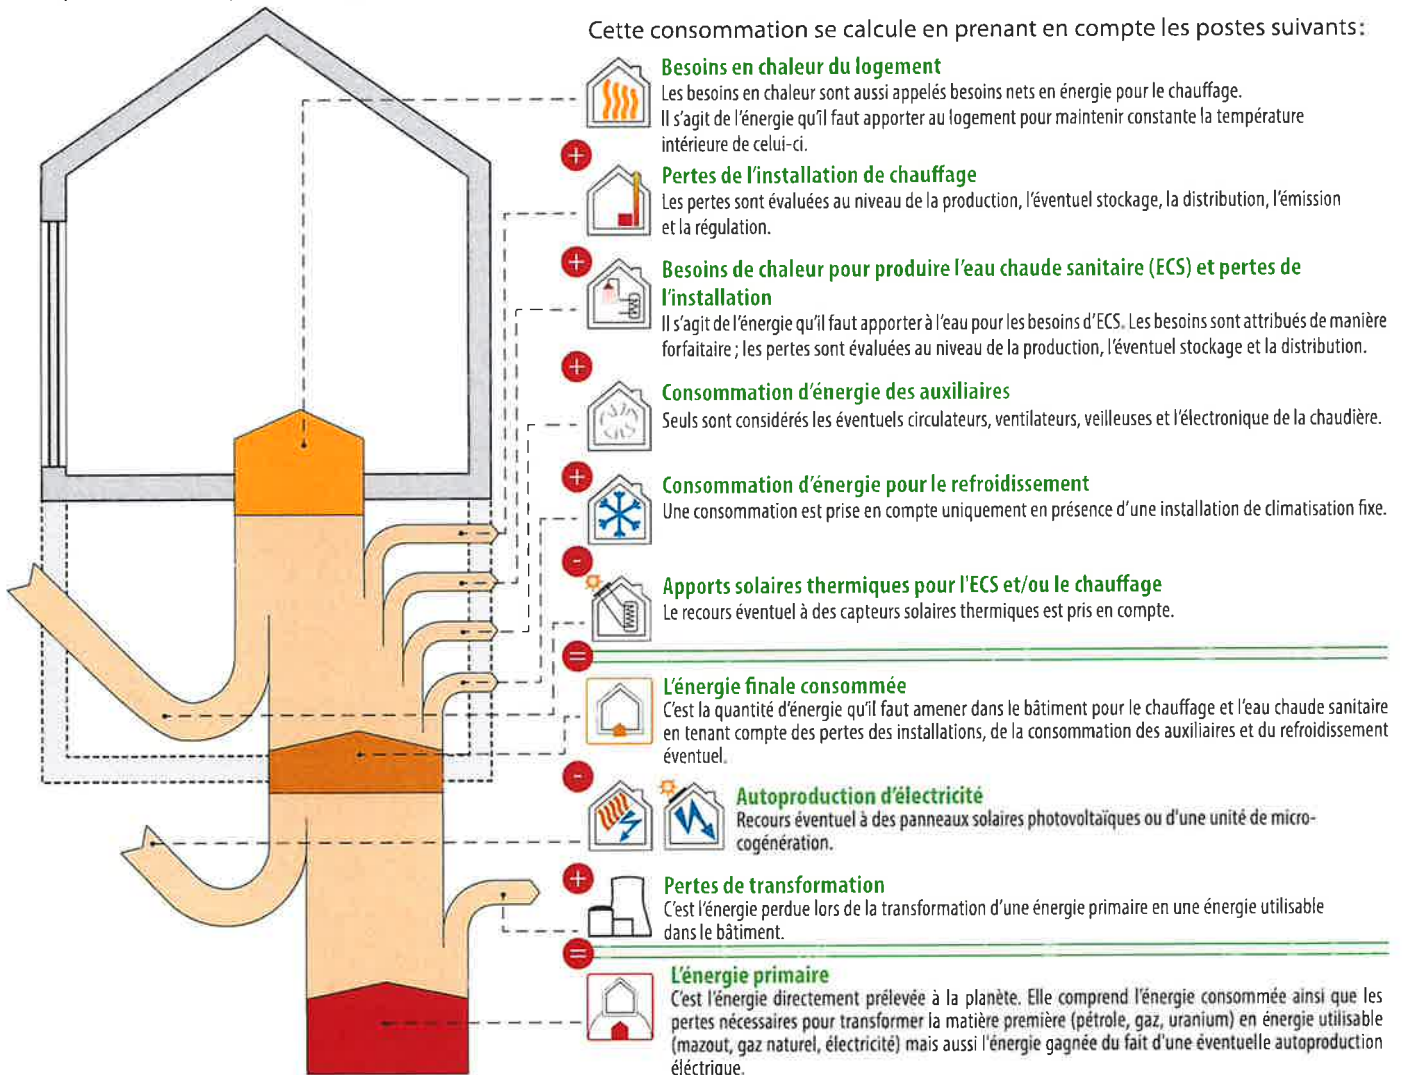 Cette consommation se calcule en prenant en compte les postes suivants:
Besoins en chaleur du logement
Les besoins en chaleur sont aussi appelés besoins nets en énergie pour le chauffage.
Il s'agit de l'énergie qu'il faut apporter au logement pour maintenir constante la température
intérieure de celui-ci.
+
Pertes de l'installation de chauffage
Les pertes sont évaluées au niveau de la production, l'éventuel stockage, la distribution, l'émission
et la régulation.
+
Besoins de chaleur pour produire l'eau chaude sanitaire (ECS) et pertes de
l'installation
Il s'agit de l'énergie qu'il faut apporter à l'eau pour les besoins d'ECS. Les besoins sont attribués de manière
forfaitaire ; les pertes sont évaluées au niveau de la production, l'éventuel stockage et la distribution.
+
Consommation d'énergie des auxiliaires
Seuls sont considérés les éventuels circulateurs, ventilateurs, veilleuses et l'électronique de la chaudière.
+
Consommation d'énergie pour le refroidissement
Une consommation est prise en compte uniquement en présence d'une installation de climatisation fixe.
-
Apports solaires thermiques pour l'ECS et/ou le chauffage
Le recours éventuel à des capteurs solaires thermiques est pris en compte.
=
L'énergie finale consommée
C'est la quantité d'énergie qu'il faut amener dans le bâtiment pour le chauffage et l'eau chaude sanitaire
en tenant compte des pertes des installations, de la consommation des auxiliaires et du refroidissement
éventuel.
-
Autoproduction d'électricité
Recours éventuel à des panneaux solaires photovoltaïques ou d'une unité de micro-
cogénération.
+
Pertes de transformation
C'est l'énergie perdue lors de la transformation d'une énergie primaire en une énergie utilisable
dans le bâtiment.
=
L'énergie primaire
C'est l'énergie directement prélevée à la planète. Elle comprend l'énergie consommée ainsi que les
pertes nécessaires pour transformer la matière première (pétrole, gaz, uranium) en énergie utilisable
(mazout, gaz naturel, électricité) mais aussi l'énergie gagnée du fait d'une éventuelle autoproduction
éléctrique.